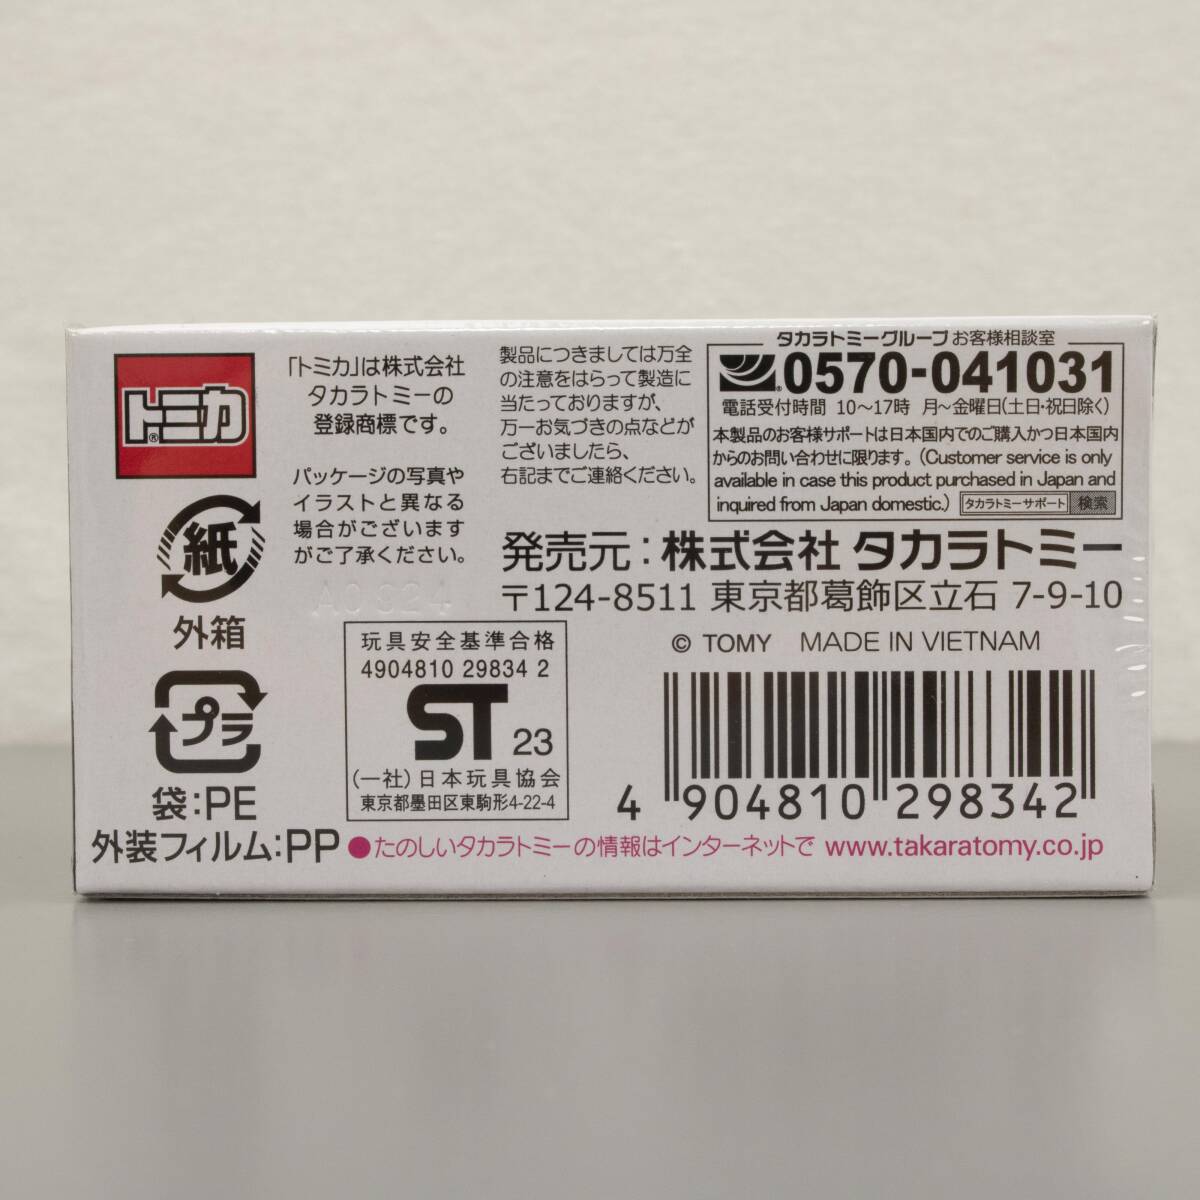 トミカ®
「トミカ」は株式会社
タカラトミーの
登録商標です。
パッケージの写真や
イラストと異なる
場合がございます
がご了承ください。
製品につきましては万全
の注意をはらって製造に
当たっておりますが、
万一お気づきの点などが
ございましたら、
右記までご連絡ください。
タカラトミーグループ お客様相談室
0570-041031
電話受付時間 10～17時 月～金曜日(土日・祝日除く)
本製品のお客様サポートは日本国内でのご購入かつ日本国内
からのお問い合わせに限ります。(Customer service is only
available in case this product purchased in Japan and
inquired from Japan domestic.) タカラトミーサポート 検索
発売元：株式会社 タカラトミー
〒124-8511 東京都葛飾区立石 7-9-10
© TOMY MADE IN VIETNAM
紙
外箱
プラ
袋：PE
外装フィルム：PP
A0924
玩具安全基準合格
4904810 29834 2
ST 23
(一社)日本玩具協会
東京都墨田区東駒形4-22-4
4 904810 298342
●たのしいタカラトミーの情報はインターネットで www.takaratomy.co.jp